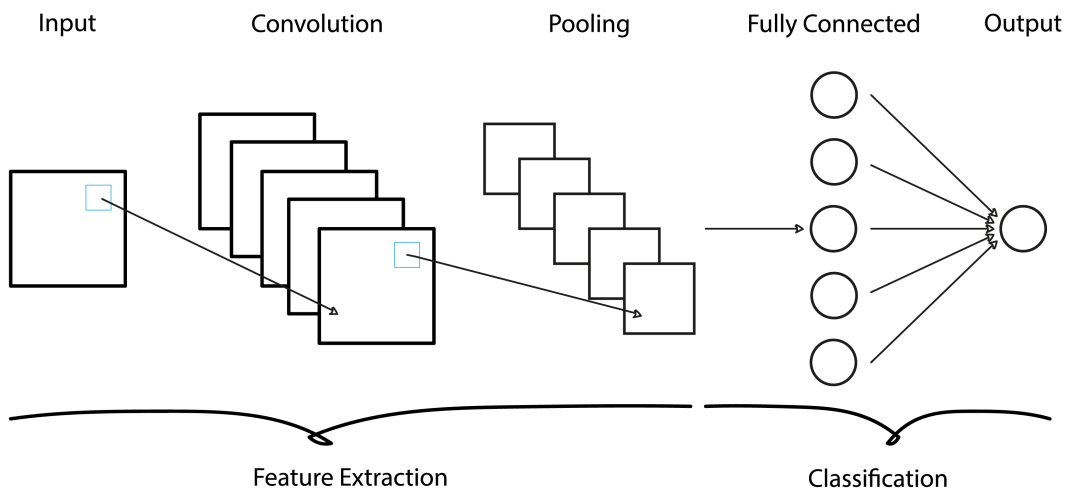 Input
Convolution
Pooling
Fully Connected
Output
Feature Extraction
Classification